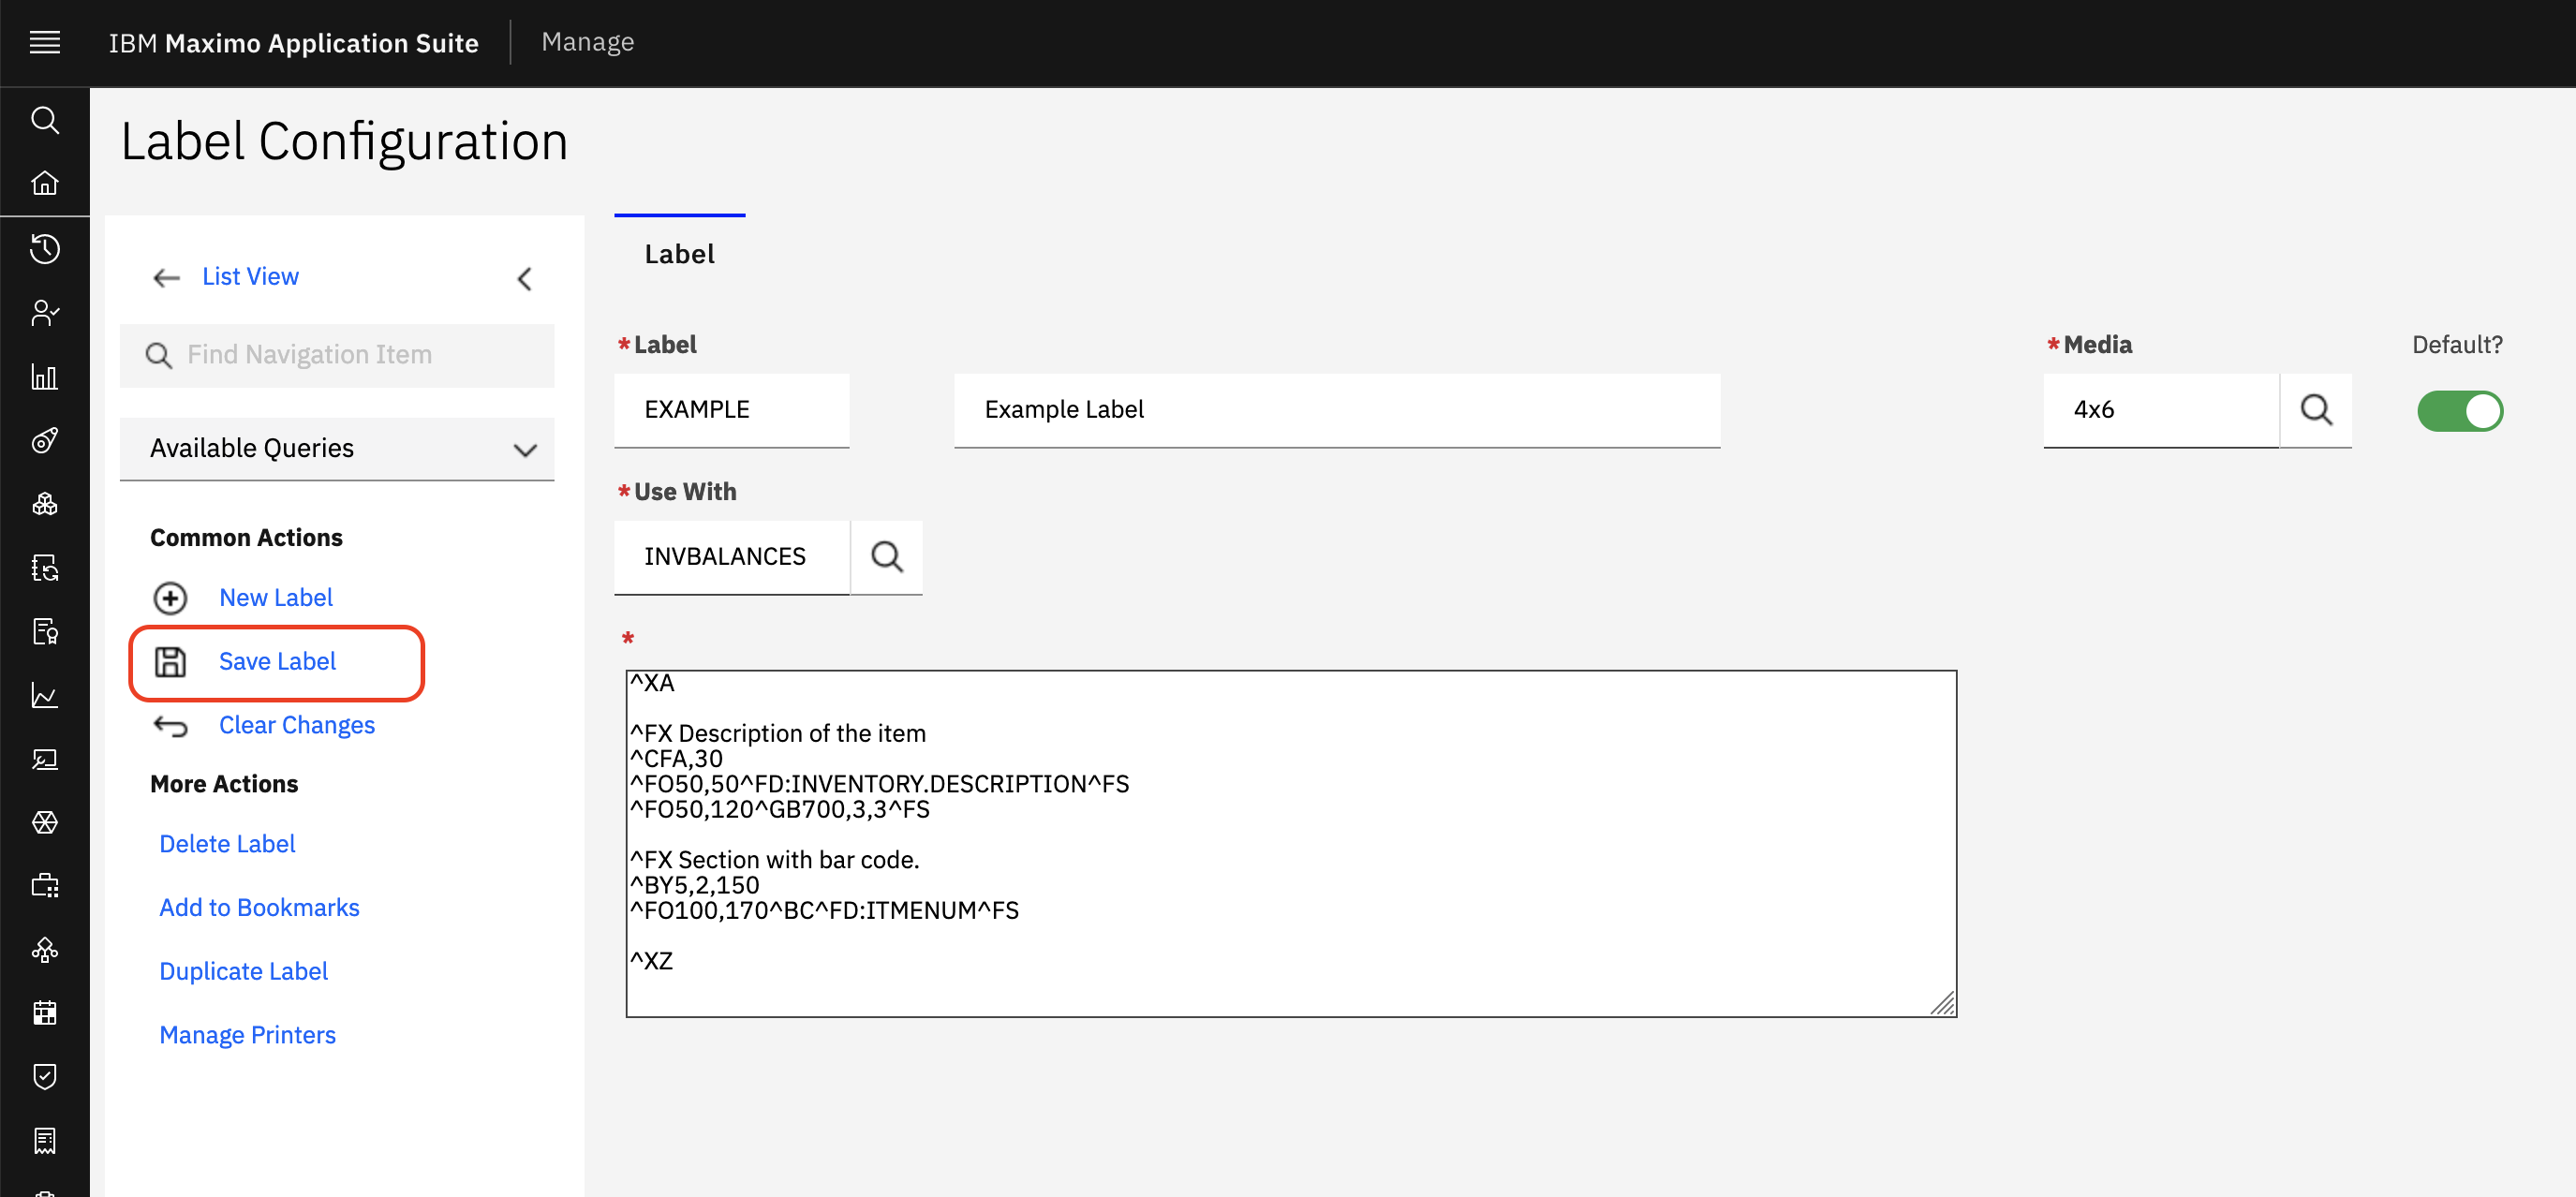 IBM Maximo Application Suite
Manage
Label Configuration
List View
Find Navigation Item
Available Queries
Common Actions
New Label
Save Label
Clear Changes
More Actions
Delete Label
Add to Bookmarks
Duplicate Label
Manage Printers
Label
*Label
EXAMPLE
Example Label
*Media
4x6
Default?
*Use With
INVBALANCES
*
^XA
^FX Description of the item
^CFA,30
^FO50,50^FD:INVENTORY.DESCRIPTION^FS
^FO50,120^GB700,3,3^FS
^FX Section with bar code.
^BY5,2,150
^FO100,170^BC^FD:ITMENUM^FS
^XZ